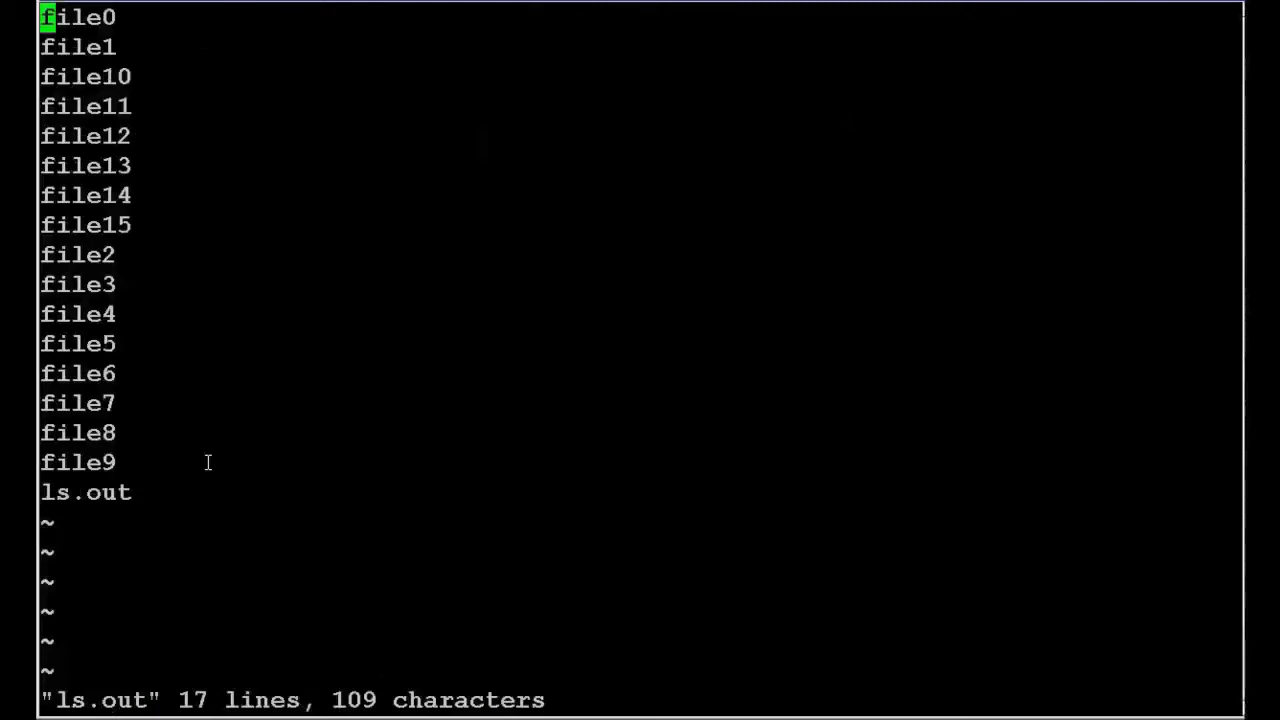 file0
file1
file10
file11
file12
file13
file14
file15
file2
file3
file4
file5
file6
file7
file8
file9
ls.out
~
~
~
~
~
~
"ls.out" 17 lines, 109 characters